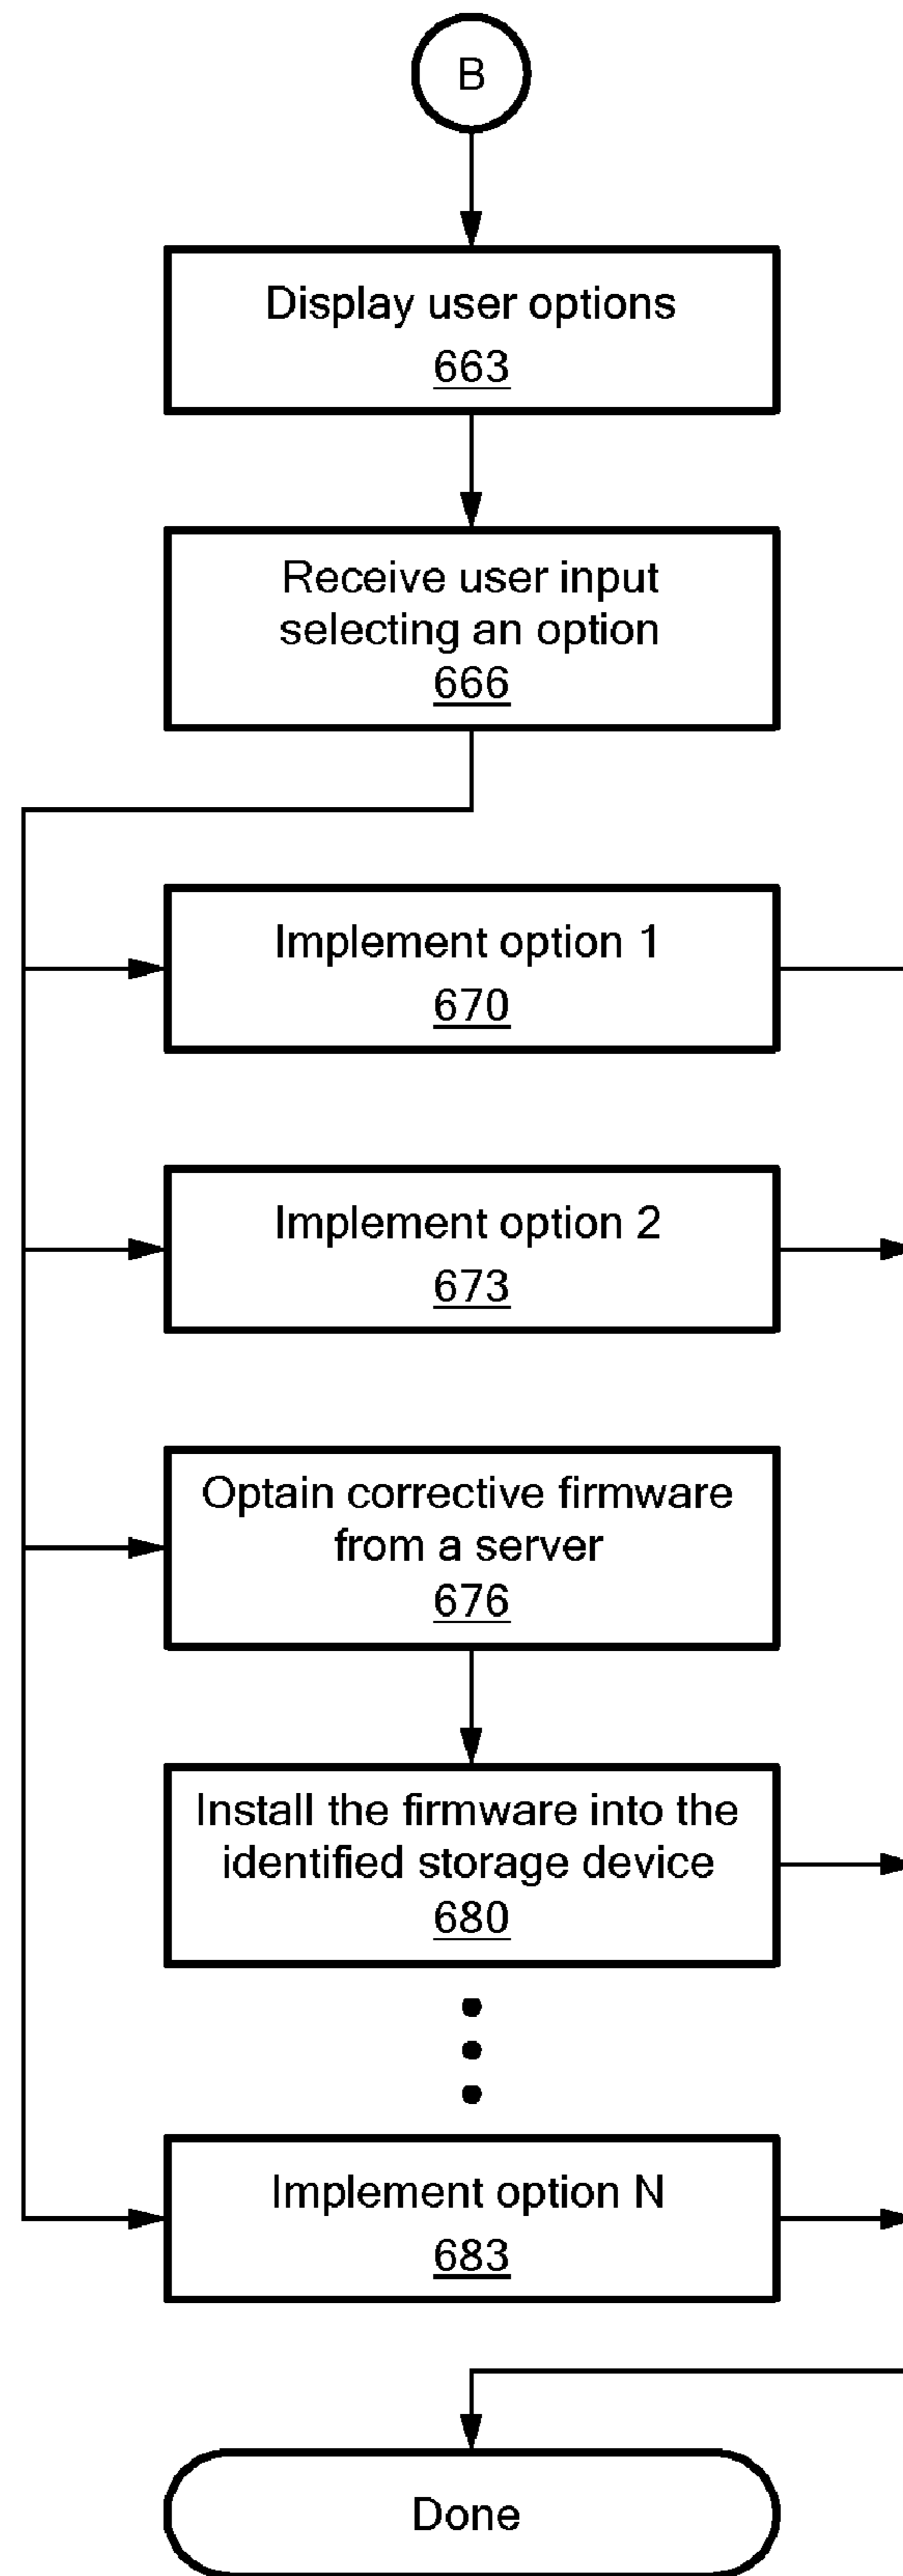 B
Display user options
663
Receive user input
selecting an option
666
Implement option 1
670
Implement option 2
673
Optain corrective firmware
from a server
676
Install the firmware into the
identified storage device
680
Implement option N
683
Done